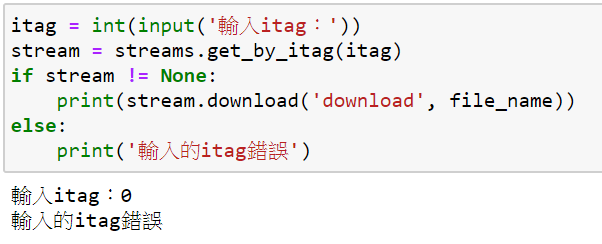 itag = int(input('輸入itag：'))
stream = streams.get_by_itag(itag)
if stream != None:
    print(stream.download('download', file_name))
else:
    print('輸入的itag錯誤')
輸入itag：0
輸入的itag錯誤